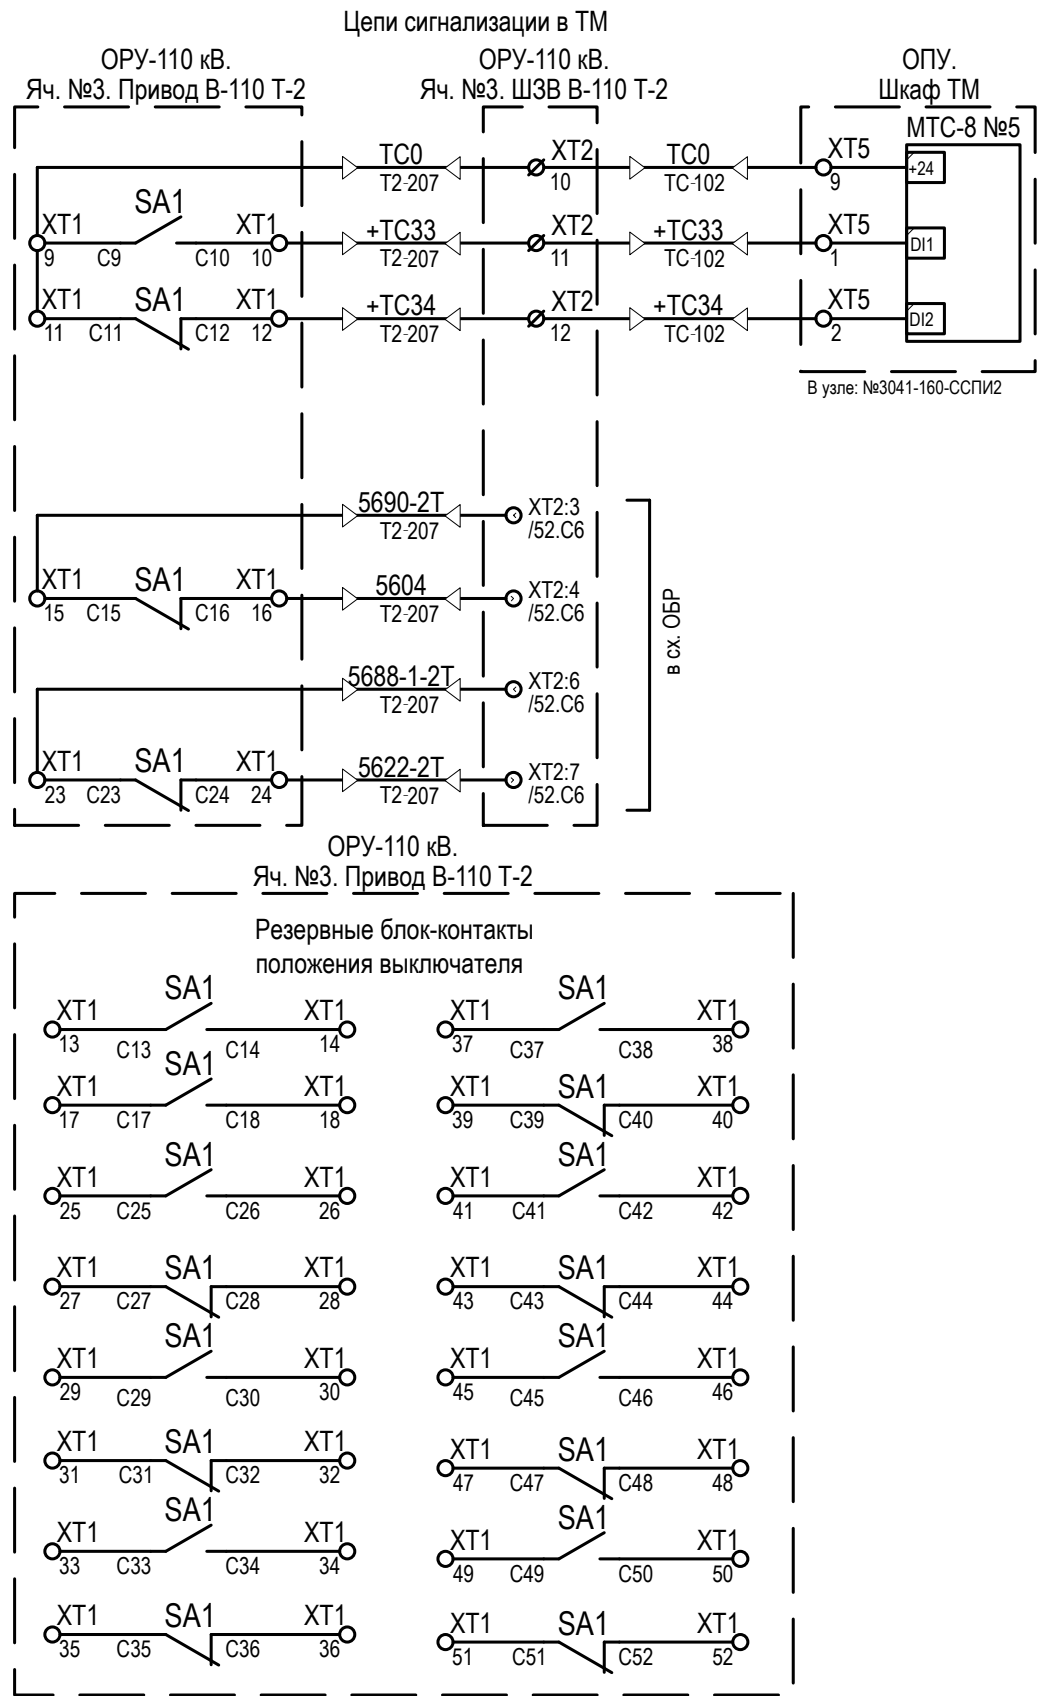 Цепи сигнализации в ТМ
ОРУ-110 кВ.
Яч. №3. Привод В-110 Т-2
ОРУ-110 кВ.
Яч. №3. ШЗВ В-110 Т-2
ОПУ.
Шкаф ТМ
МТС-8 №5
ТС0
Т2-207
XT2
10
ТС0
ТС-102
XT5
9
+24
XT1
9
C9
SA1
C10
XT1
10
+ТС33
Т2-207
XT2
11
+ТС33
ТС-102
XT5
1
DI1
XT1
11
C11
SA1
C12
XT1
12
+ТС34
Т2-207
XT2
12
+ТС34
ТС-102
XT5
2
DI2
В узле: №3041-160-ССПИ2
5690-2Т
Т2-207
XT2:3
/52.C6
XT1
15
C15
SA1
C16
XT1
16
5604
Т2-207
XT2:4
/52.C6
в сх. ОБР
5688-1-2Т
Т2-207
XT2:6
/52.C6
XT1
23
C23
SA1
C24
XT1
24
5622-2Т
Т2-207
XT2:7
/52.C6
ОРУ-110 кВ.
Яч. №3. Привод В-110 Т-2
Резервные блок-контакты
положения выключателя
XT1
13
C13
SA1
C14
XT1
14
XT1
37
C37
SA1
C38
XT1
38
XT1
17
C17
SA1
C18
XT1
18
XT1
39
C39
SA1
C40
XT1
40
XT1
25
C25
SA1
C26
XT1
26
XT1
41
C41
SA1
C42
XT1
42
XT1
27
C27
SA1
C28
XT1
28
XT1
43
C43
SA1
C44
XT1
44
XT1
29
C29
SA1
C30
XT1
30
XT1
45
C45
SA1
C46
XT1
46
XT1
31
C31
SA1
C32
XT1
32
XT1
47
C47
SA1
C48
XT1
48
XT1
33
C33
SA1
C34
XT1
34
XT1
49
C49
SA1
C50
XT1
50
XT1
35
C35
SA1
C36
XT1
36
XT1
51
C51
SA1
C52
XT1
52